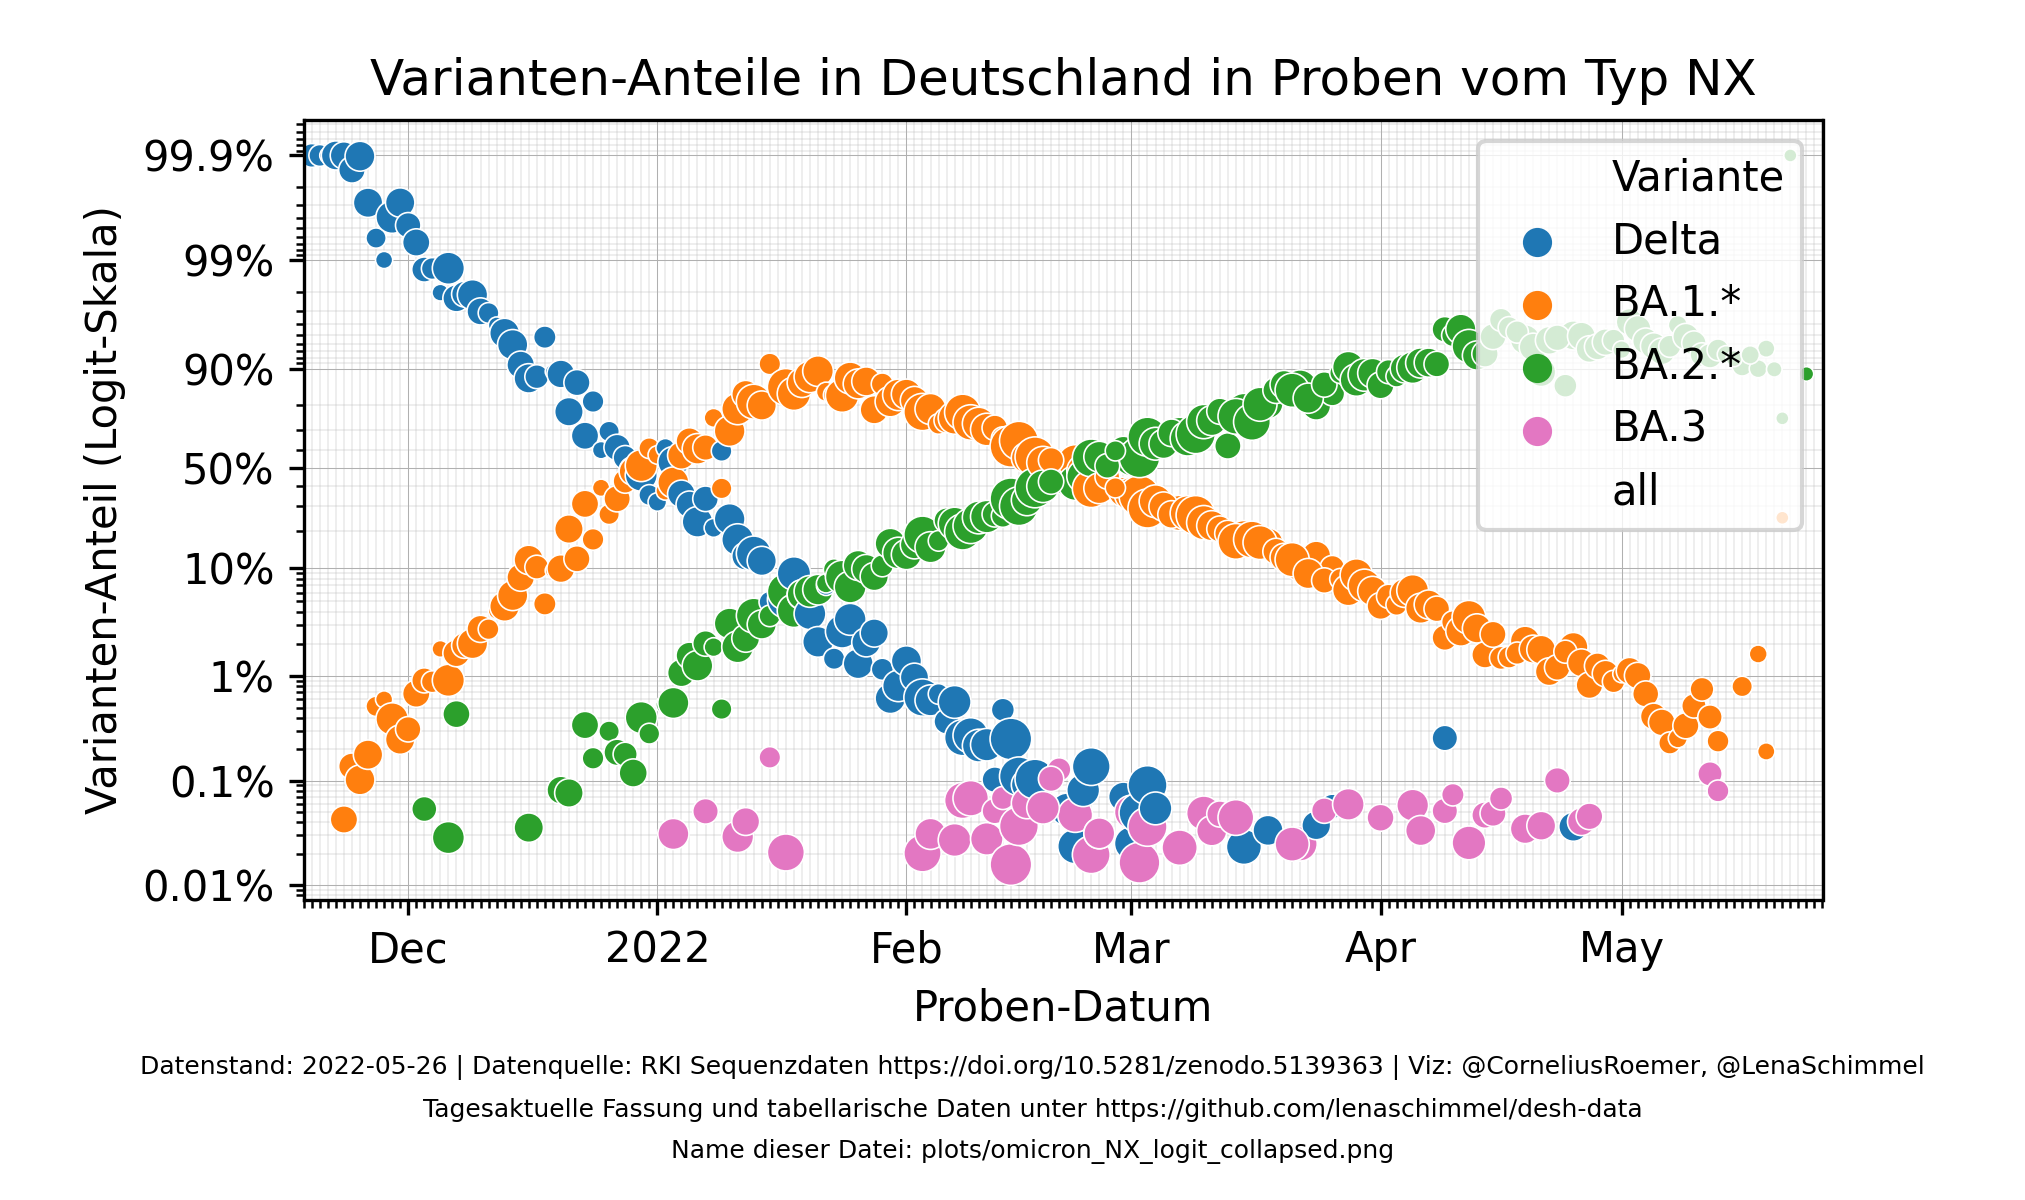 Varianten-Anteile in Deutschland in Proben vom Typ NX
Varianten-Anteil (Logit-Skala)
99.9%
99%
90%
50%
10%
1%
0.1%
0.01%
Variante
Delta
BA.1.*
BA.2.*
BA.3
all
Dec
2022
Feb
Mar
Apr
May
Proben-Datum
Datenstand: 2022-05-26 | Datenquelle: RKI Sequenzdaten https://doi.org/10.5281/zenodo.5139363 | Viz: @CorneliusRoemer, @LenaSchimmel
Tagesaktuelle Fassung und tabellarische Daten unter https://github.com/lenaschimmel/desh-data
Name dieser Datei: plots/omicron_NX_logit_collapsed.png